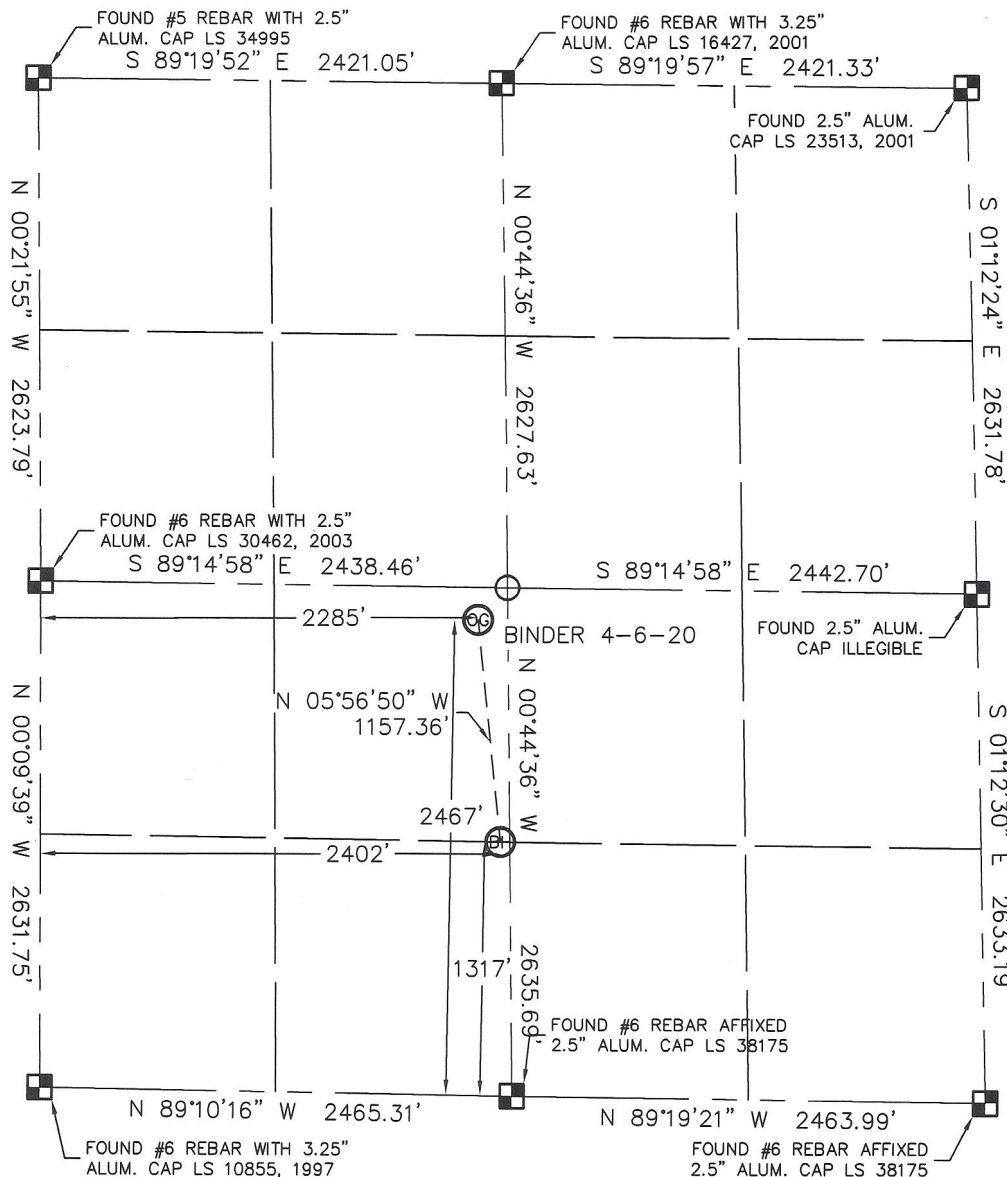 FOUND #5 REBAR WITH 2.5"
ALUM. CAP LS 34995
S 89°19'52" E 2421.05'
FOUND #6 REBAR WITH 3.25"
ALUM. CAP LS 16427, 2001
S 89°19'57" E 2421.33'
FOUND 2.5" ALUM.
CAP LS 23513, 2001
N 00°21'55" W 2623.79'
N 00°44'36" W 2627.63'
S 01°12'24" E 2631.78'
FOUND #6 REBAR WITH 2.5"
ALUM. CAP LS 30462, 2003
S 89°14'58" E 2438.46'
S 89°14'58" E 2442.70'
2285'
OG
BINDER 4-6-20
FOUND 2.5" ALUM.
CAP ILLEGIBLE
N 05°56'50" W
1157.36'
N 00°09'39" W 2631.75'
N 00°44'36" W 2635.69'
S 01°12'30" E 2633.19
2467'
BH
2402'
1317'
FOUND #6 REBAR AFFIXED
2.5" ALUM. CAP LS 38175
N 89°10'16" W 2465.31'
N 89°19'21" W 2463.99'
FOUND #6 REBAR WITH 3.25"
ALUM. CAP LS 10855, 1997
FOUND #6 REBAR AFFIXED
2.5" ALUM. CAP LS 38175